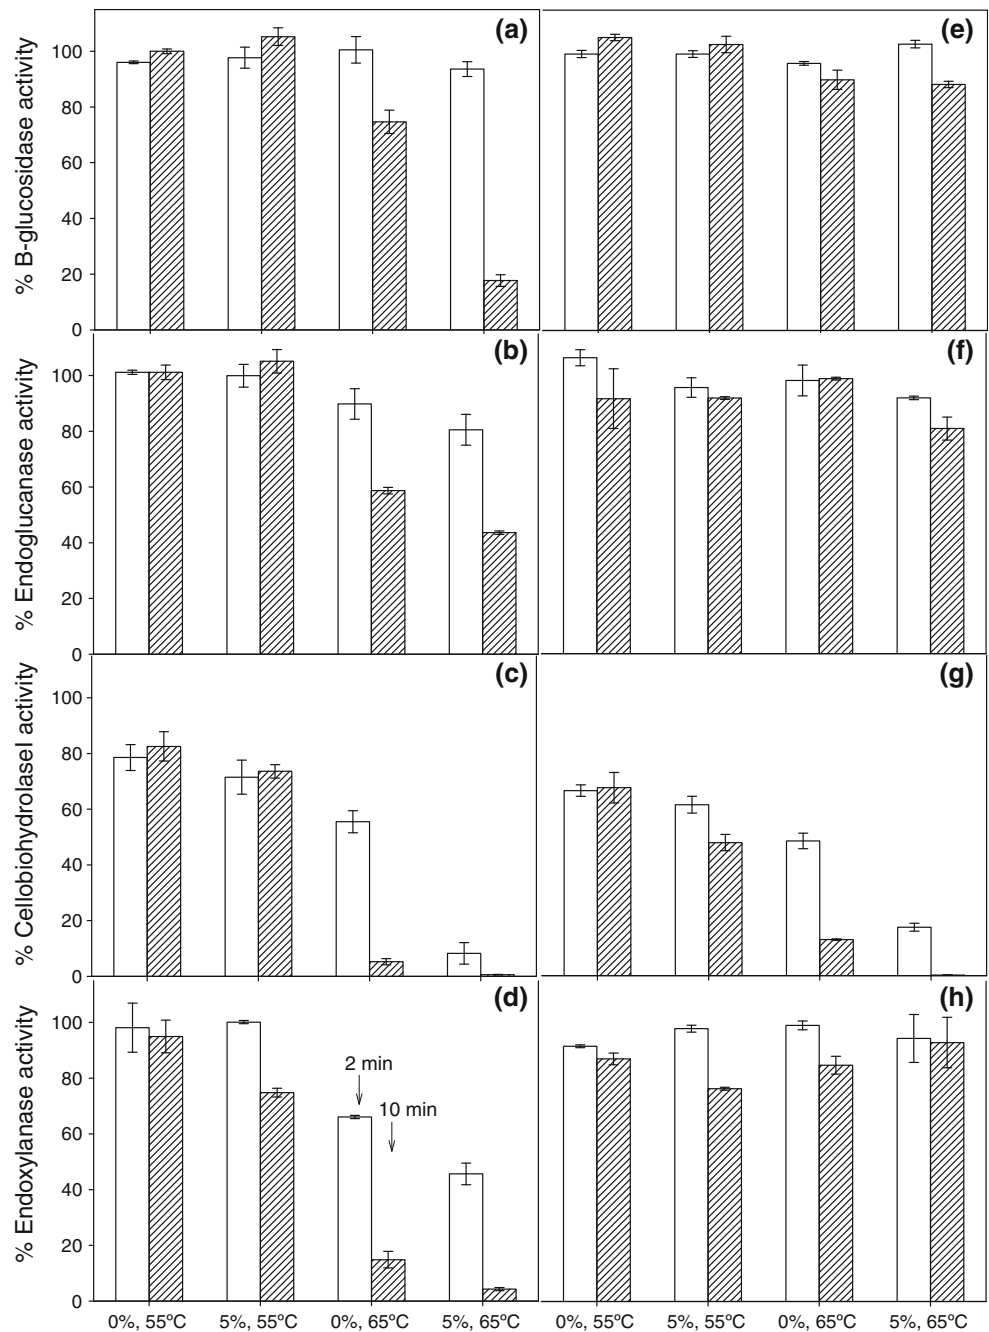 (a)
(e)
% B-glucosidase activity
100
80
60
40
20
0
(b)
(f)
% Endoglucanase activity
100
80
60
40
20
0
(c)
(g)
% CellobiohydrolaseI activity
100
80
60
40
20
0
(d)
(h)
% Endoxylanase activity
100
80
60
40
20
0
2 min
10 min
0%, 55ºC 5%, 55ºC 0%, 65ºC 5%, 65ºC 0%, 55ºC 5%, 55ºC 0%, 65ºC 5%, 65ºC